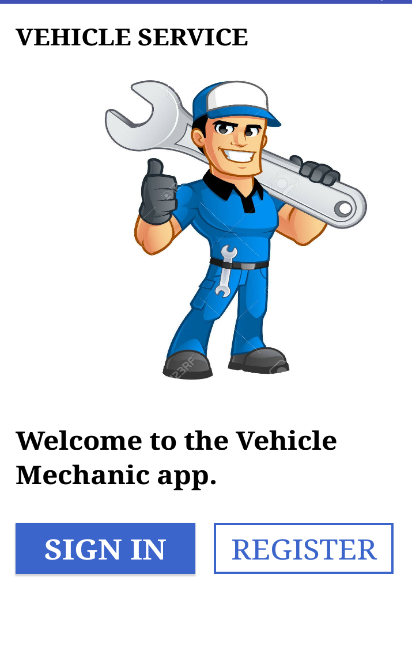 VEHICLE SERVICE
Welcome to the Vehicle
Mechanic app.
SIGN IN
REGISTER